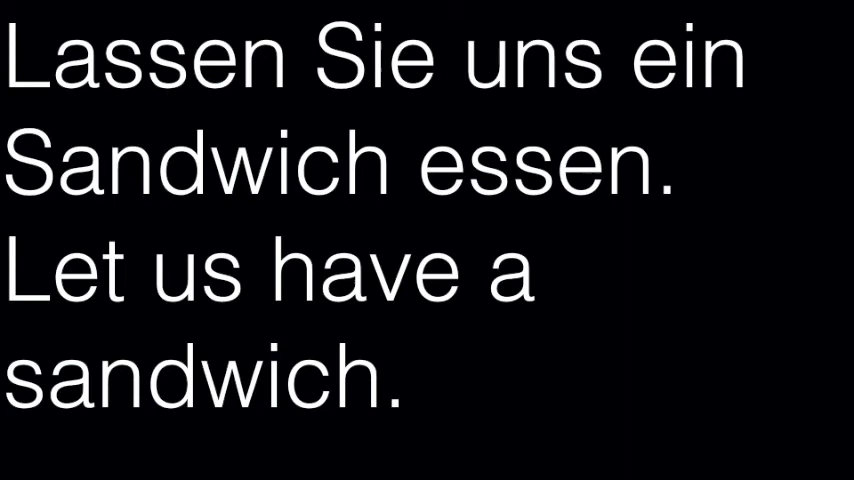 Lassen Sie uns ein
Sandwich essen.
Let us have a
sandwich.